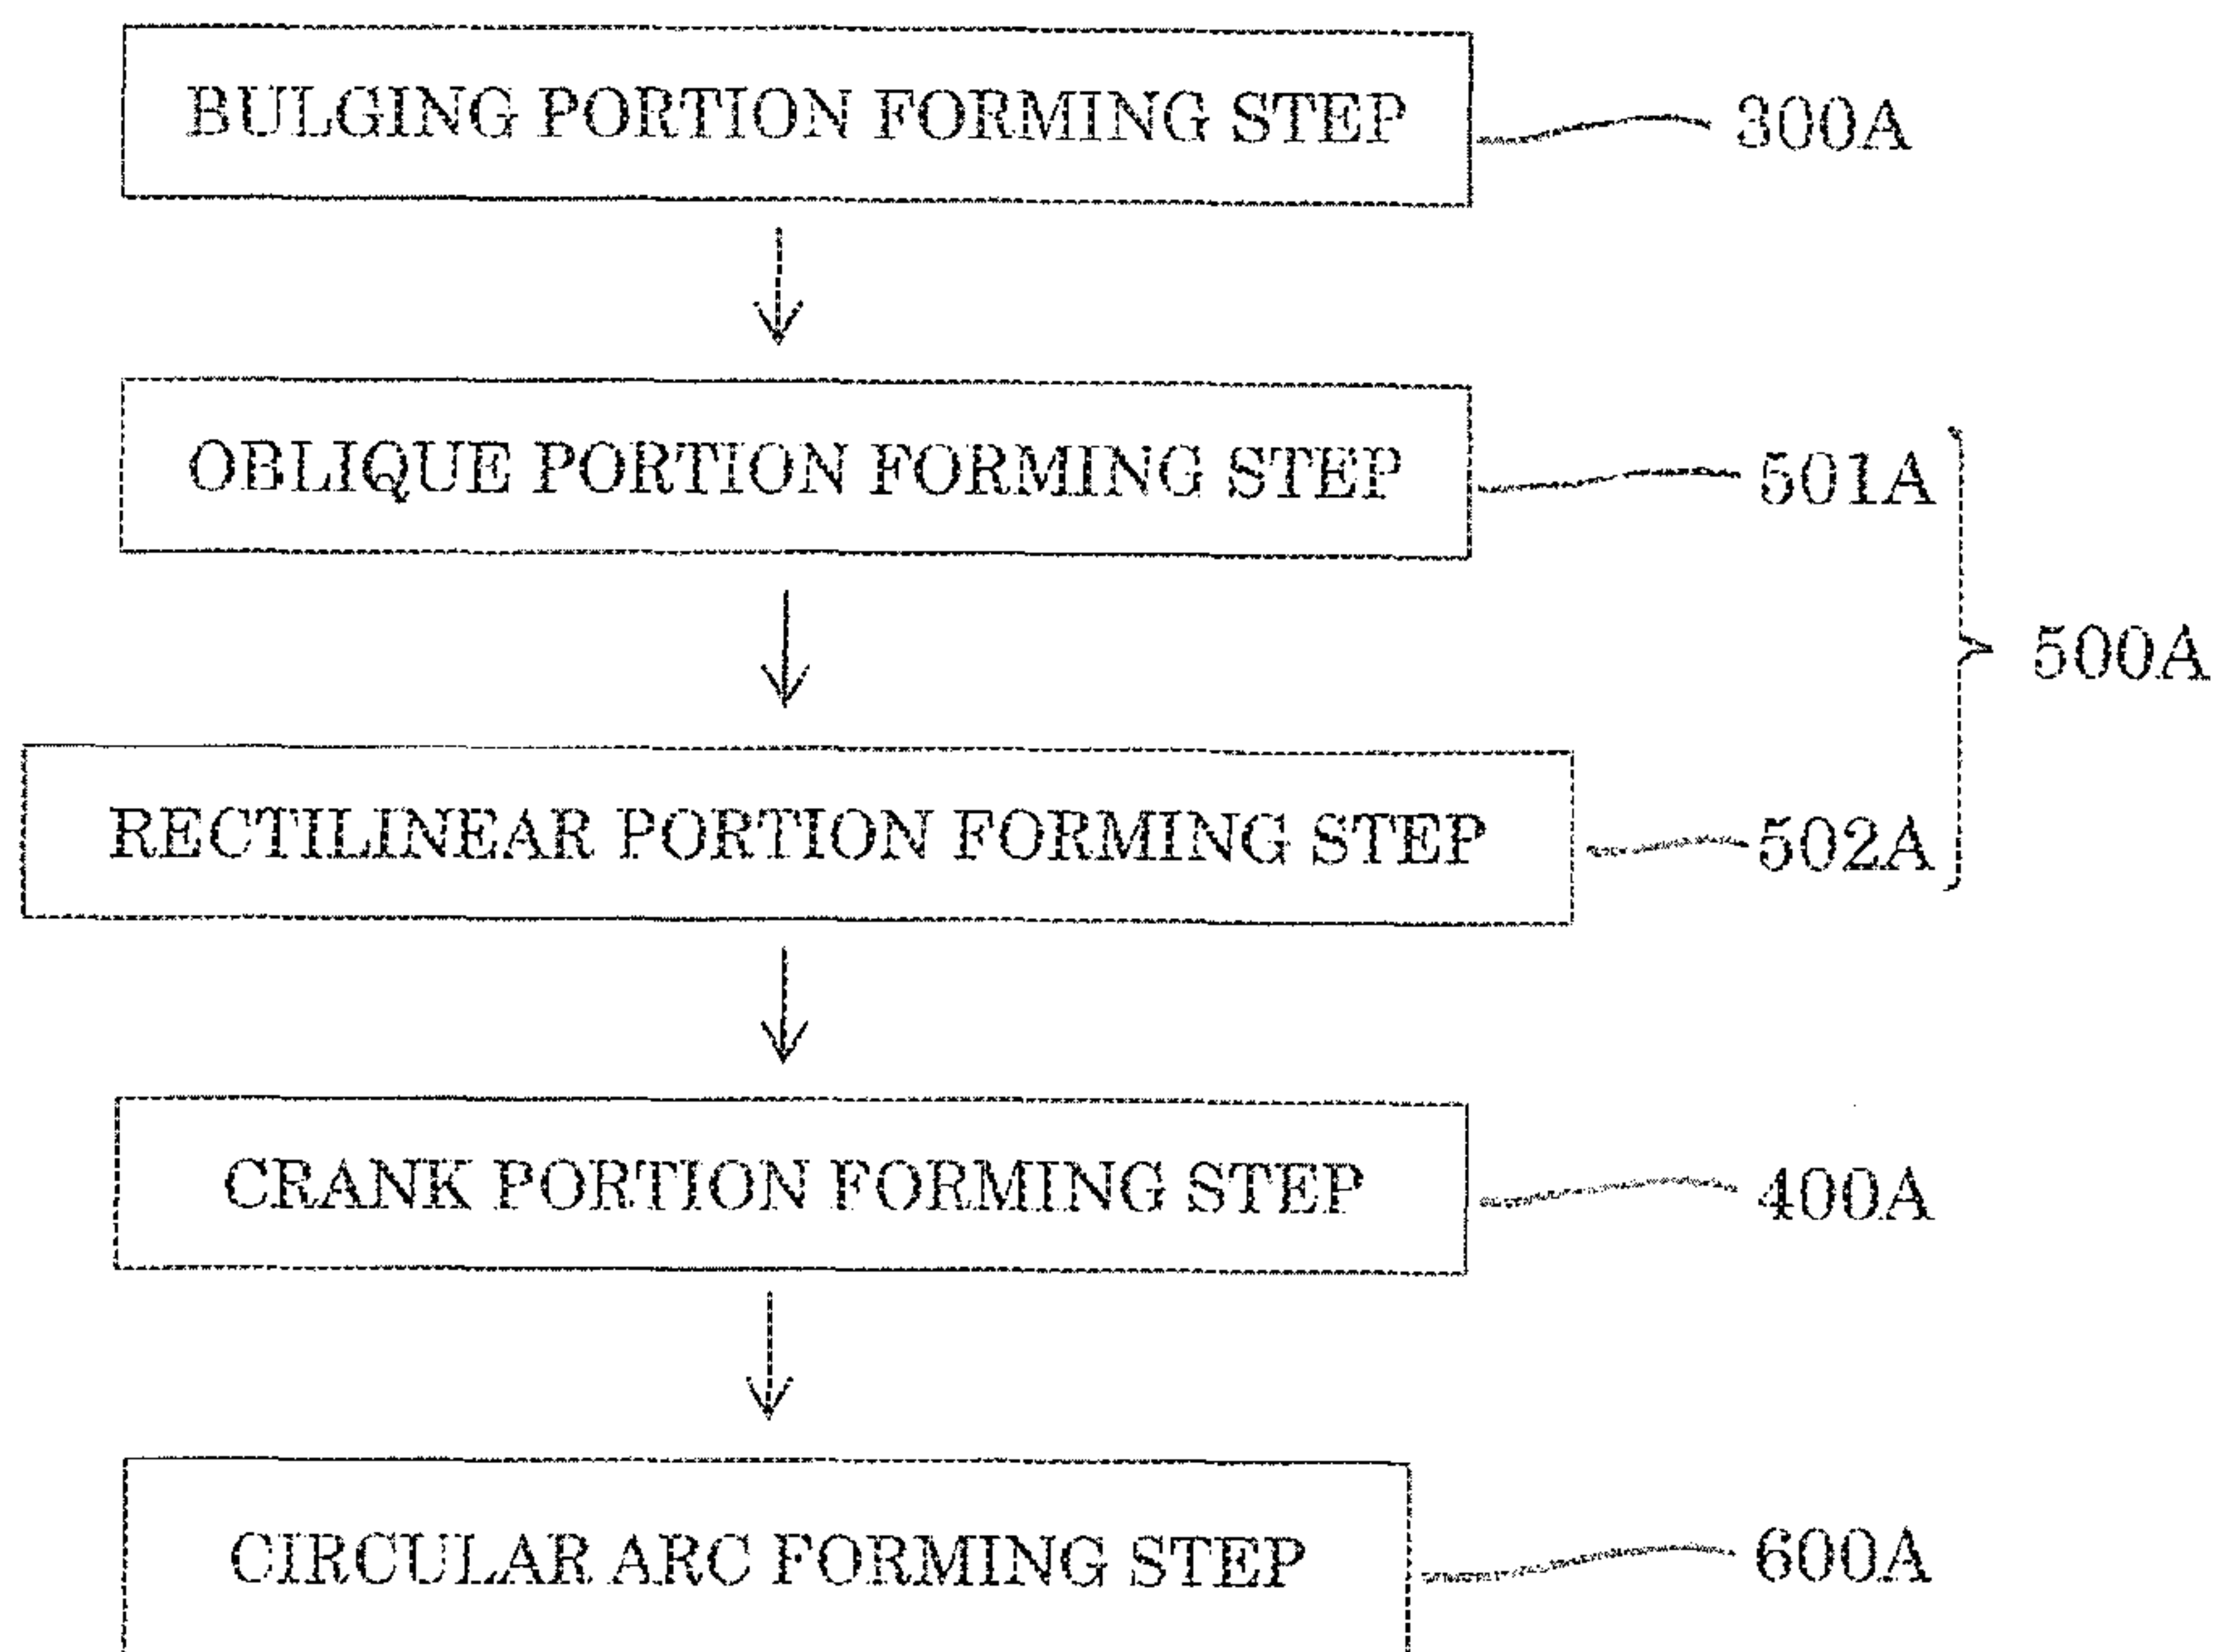 BULGING PORTION FORMING STEP 300A
OBLIQUE PORTION FORMING STEP 501A
500A
RECTILINEAR PORTION FORMING STEP 502A
CRANK PORTION FORMING STEP 400A
CIRCULAR ARC FORMING STEP 600A